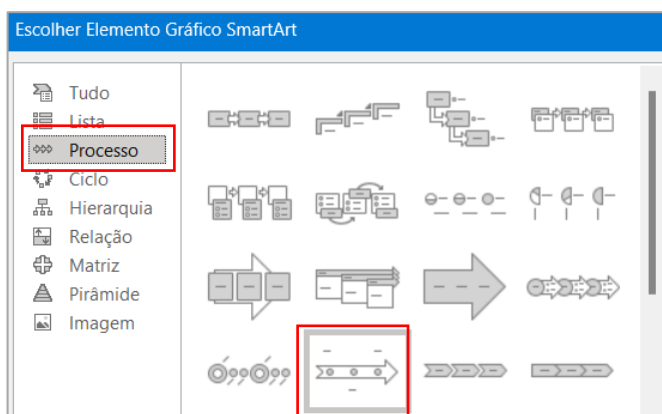 Escolher Elemento Gráfico SmartArt
Tudo
Lista
Processo
Ciclo
Hierarquia
Relação
Matriz
Pirâmide
Imagem